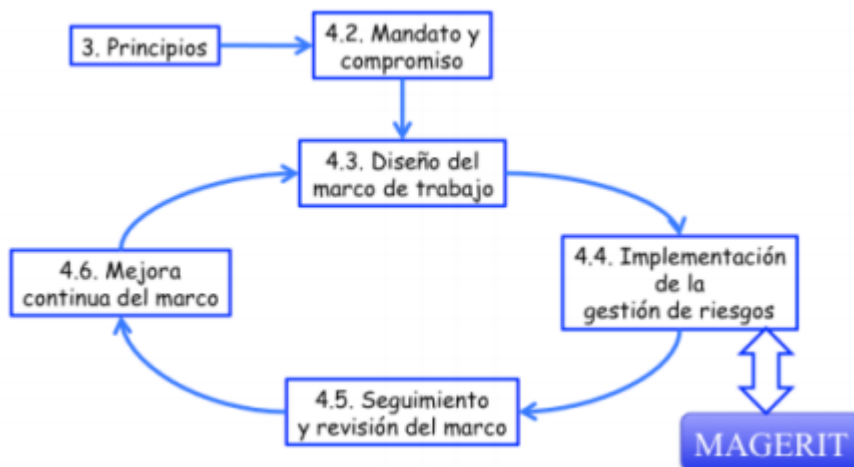 3. Principios
4.2. Mandato y
compromiso
4.3. Diseño del
marco de trabajo
4.4. Implementación
de la
gestión de riesgos
4.6. Mejora
continua del marco
4.5. Seguimiento
y revisión del marco
MAGERIT